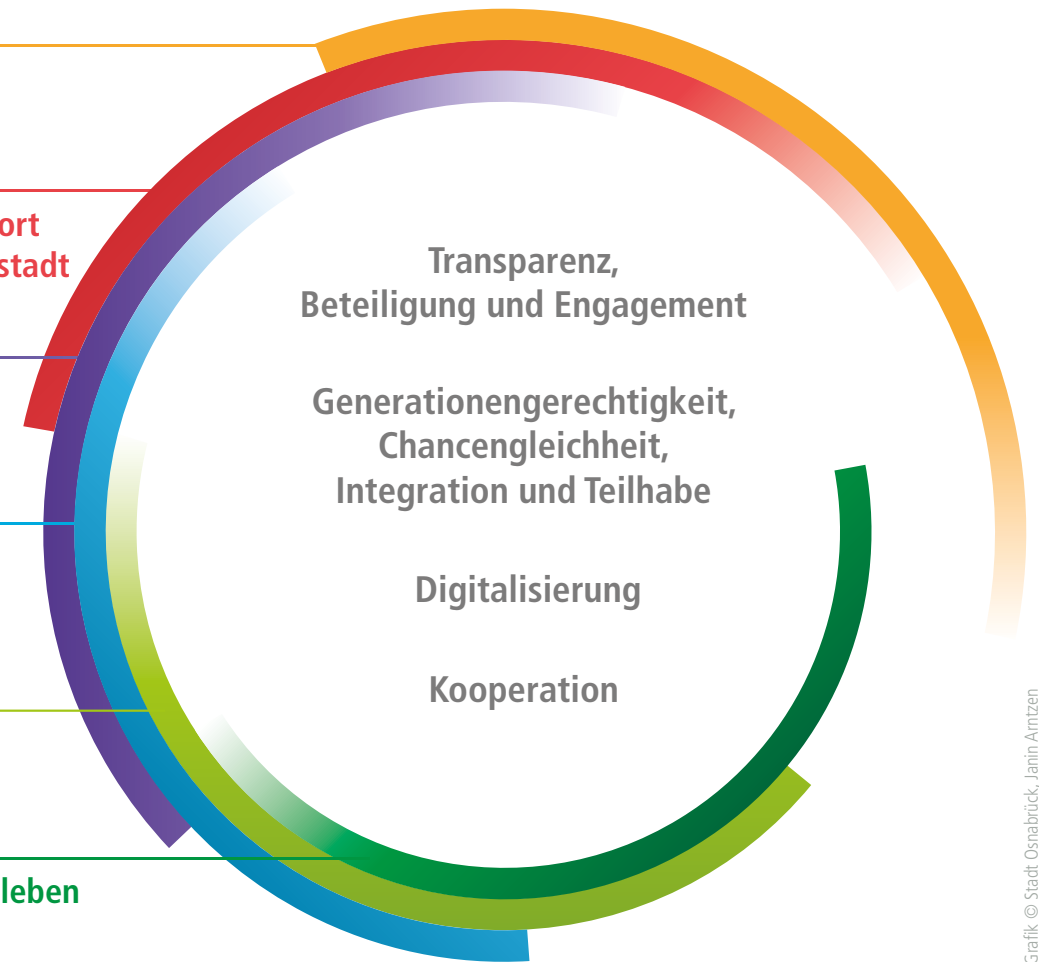 ort
stadt
Transparenz,
Beteiligung und Engagement
Generationengerechtigkeit,
Chancengleichheit,
Integration und Teilhabe
Digitalisierung
Kooperation
leben
Grafik © Stadt Osnabrück, Janin Arntzen